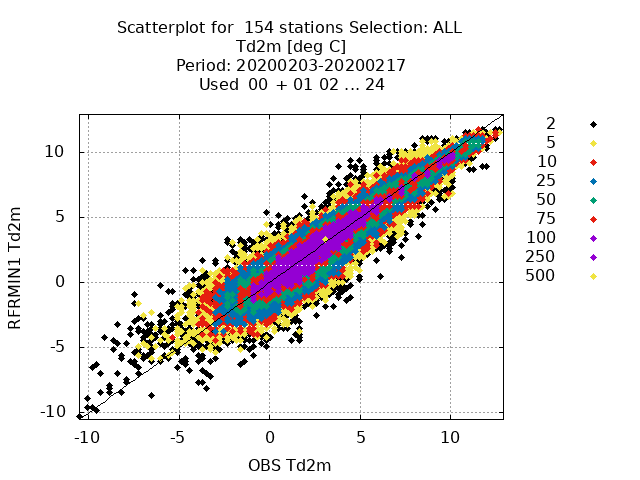 Scatterplot for 154 stations Selection: ALL
Td2m [deg C]
Period: 20200203-20200217
Used 00 + 01 02 ... 24
2
5
10
25
50
75
100
250
500
10
5
0
-5
-10
RFRMIN1 Td2m
-10 -5 0 5 10
OBS Td2m